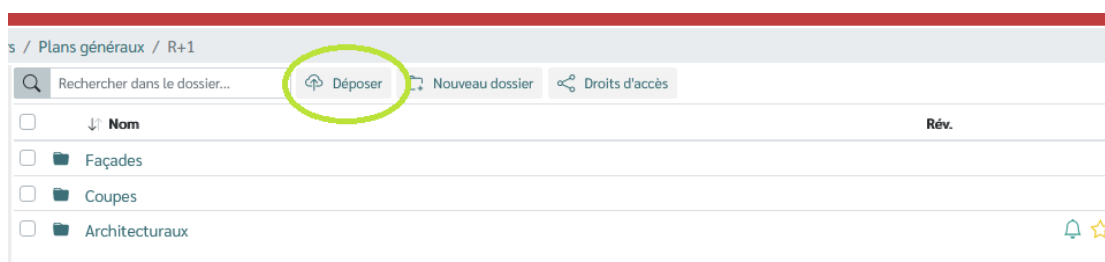 s / Plans généraux / R+1
Rechercher dans le dossier... Déposer Nouveau dossier Droits d'accès
Nom Rév.
Façades
Coupes
Architecturaux